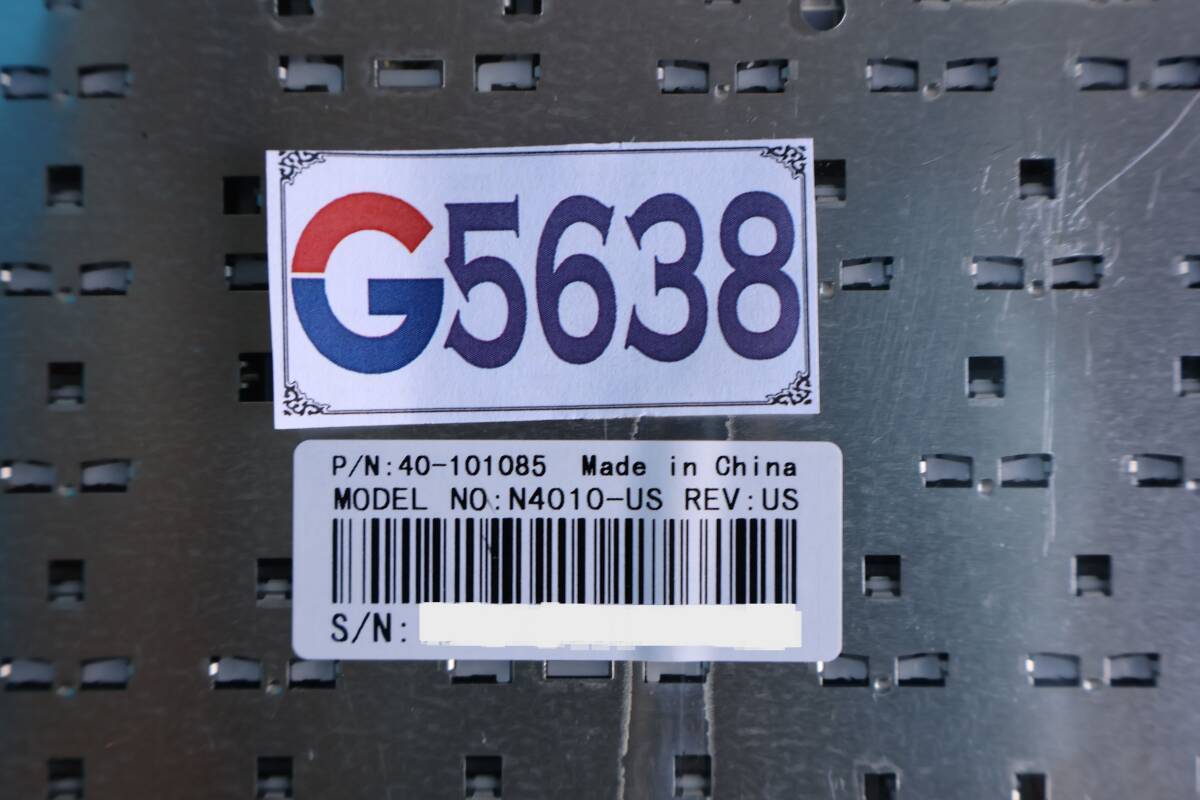 G5638
P/N:40-101085 Made in China
MODEL NO:N4010-US REV:US
S/N: